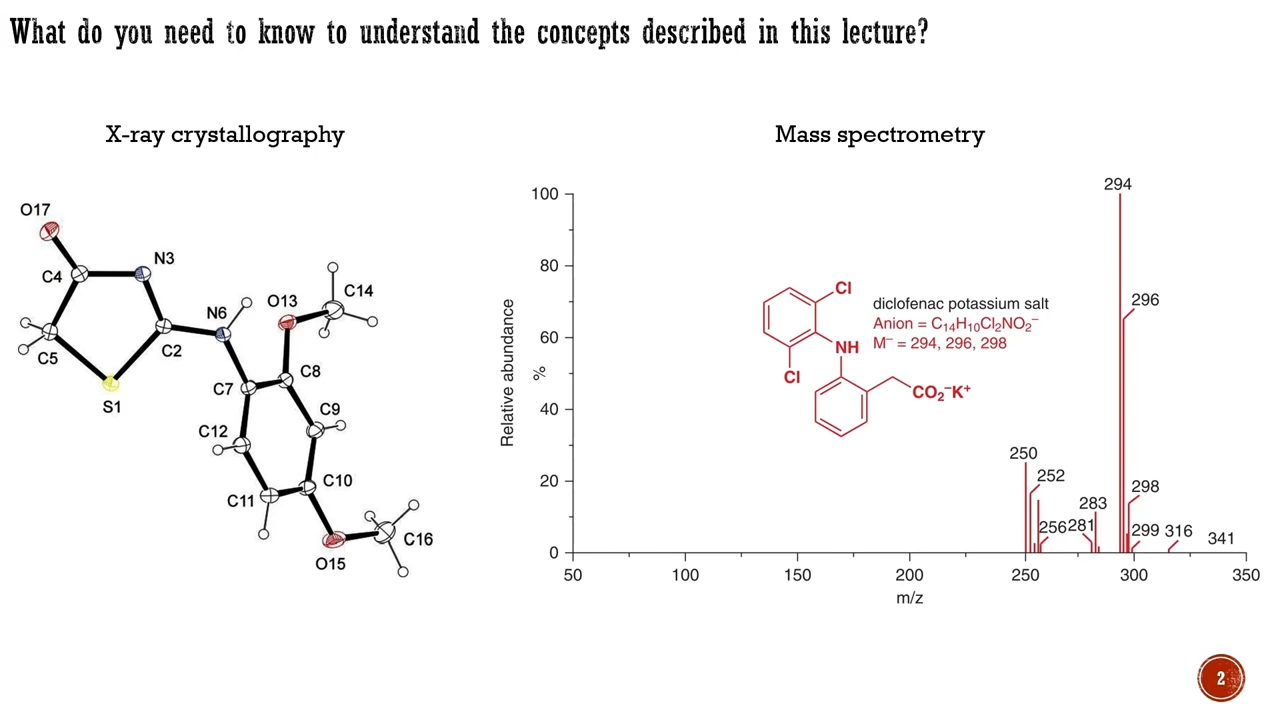 What do you need to know to understand the concepts described in this lecture?
X-ray crystallography
O17
C4
N3
N6
C5
C2
S1
O13
C14
C7
C8
C9
C12
C10
C11
O15
C16
Mass spectrometry
Relative abundance
%
100
80
60
40
20
0
50
100
150
200
250
300
350
m/z
294
296
298
299
316
341
250
252
256
281
283
Cl
NH
Cl
CO₂⁻K⁺
diclofenac potassium salt
Anion = C₁₄H₁₀Cl₂NO₂⁻
M⁻ = 294, 296, 298
2